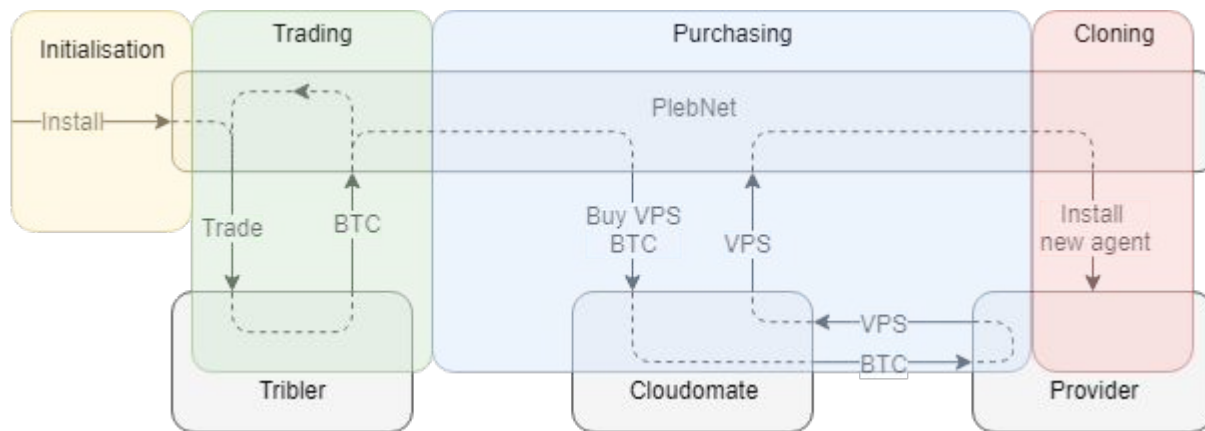 Initialisation
Trading
Purchasing
Cloning
PlebNet
Install
Trade
BTC
Buy VPS
BTC
VPS
Install
new agent
VPS
BTC
Tribler
Cloudomate
Provider